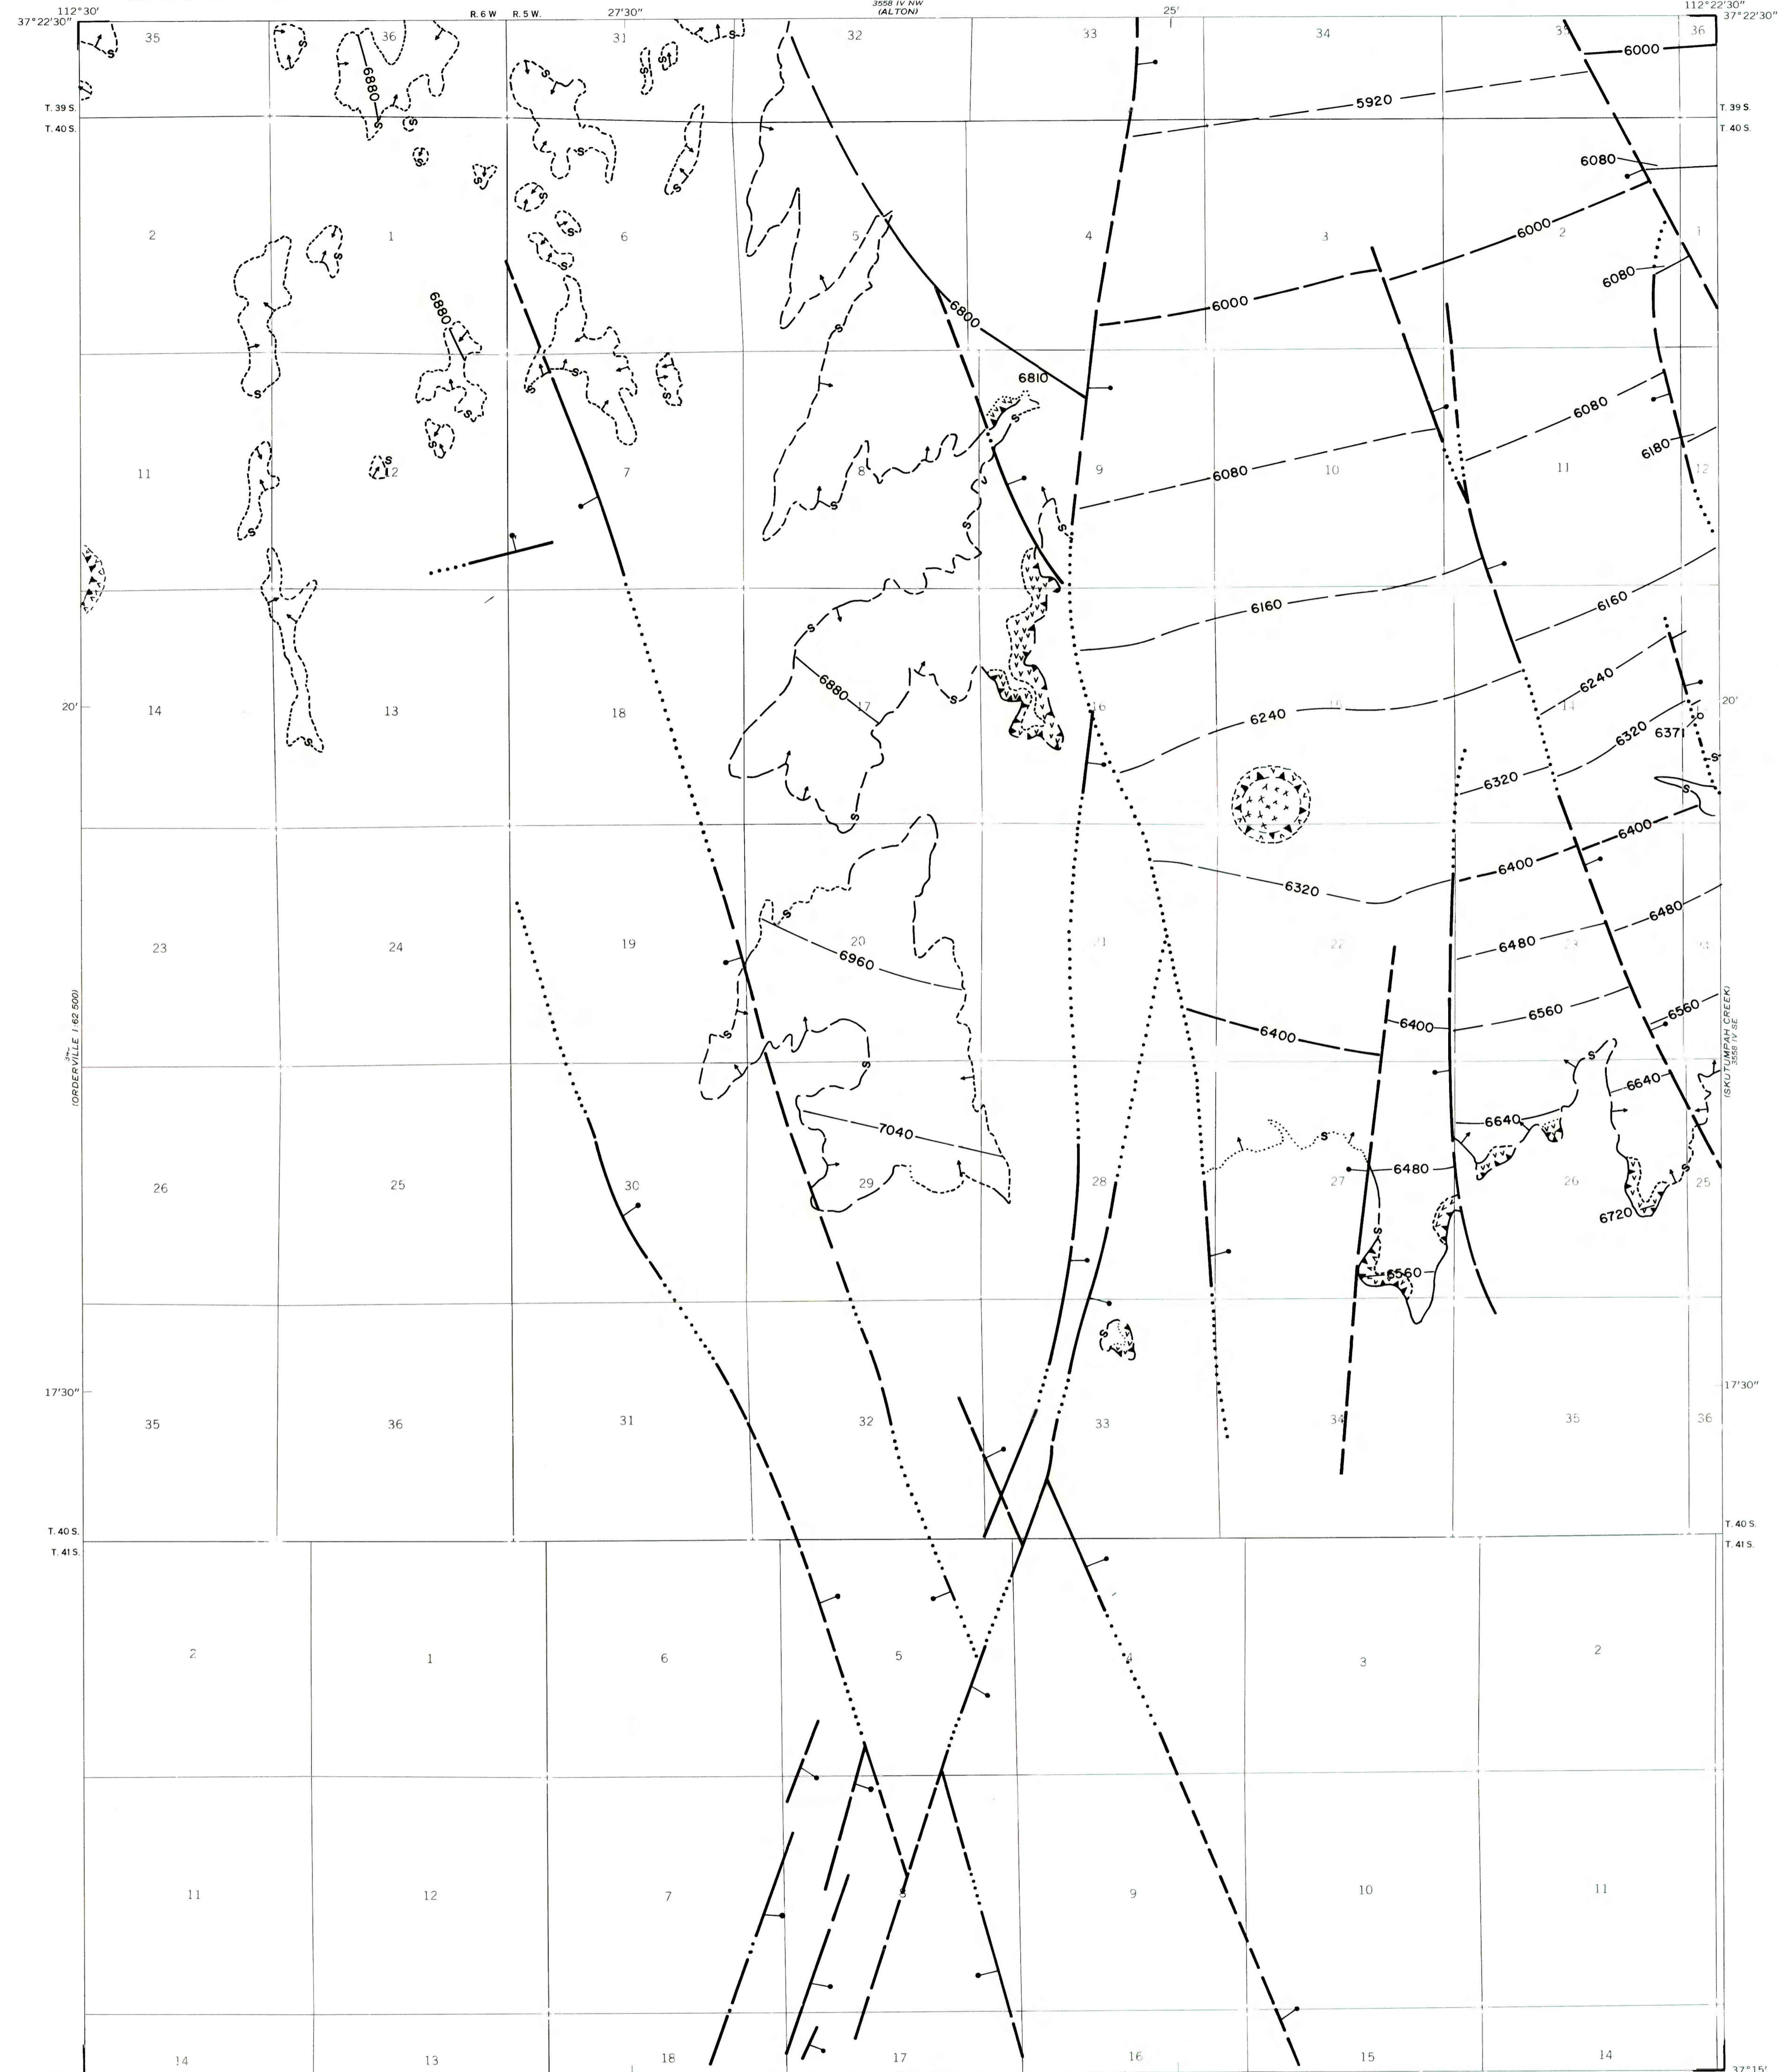 112°30' R. 6 W R. 5 W. 27'30" 3558 IV NW 25' 112°22'30"
(ALTON)
37°22'30" 37°22'30"
35 36 31 32 33 34 35 36
6000
5920
6880
T. 39 S. T. 39 S.
T. 40 S. T. 40 S.
6080
2 1 6 5 4 3 2 1
6000
6080
6880 6800 6000
6810
6080
6180
11 12 7 8 9 6080 10 11 12
6160 6160
6240
20' 14 13 18 6880 17 16 6240 15 14 20'
6320 6371
6320
6400
6400
6320
6480
23 24 19 20 21 22 6480 23 24
6960
(ORDERVILLE 1:62 500) (SKUTUMPAH CREEK)
3558 IV SE
6560 6560
6400 6400
6640
7040 6640
26 25 30 29 28 27 6480 26 25
6720
6560
17'30" 17'30"
35 36 31 32 33 34 35 36
T. 40 S. T. 40 S.
T. 41 S. T. 41 S.
2 1 6 5 4 3 2
11 12 7 8 9 10 11
14 13 18 17 16 15 14
37°15'